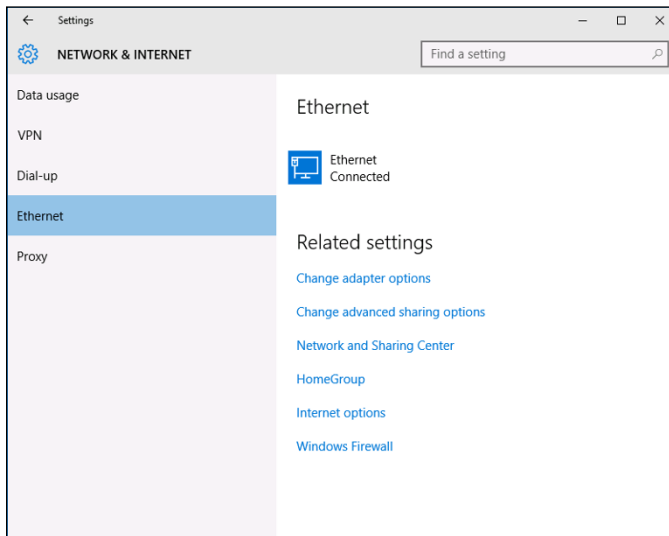 Settings
NETWORK & INTERNET
Find a setting
Data usage
VPN
Dial-up
Ethernet
Proxy
Ethernet
Ethernet
Connected
Related settings
Change adapter options
Change advanced sharing options
Network and Sharing Center
HomeGroup
Internet options
Windows Firewall